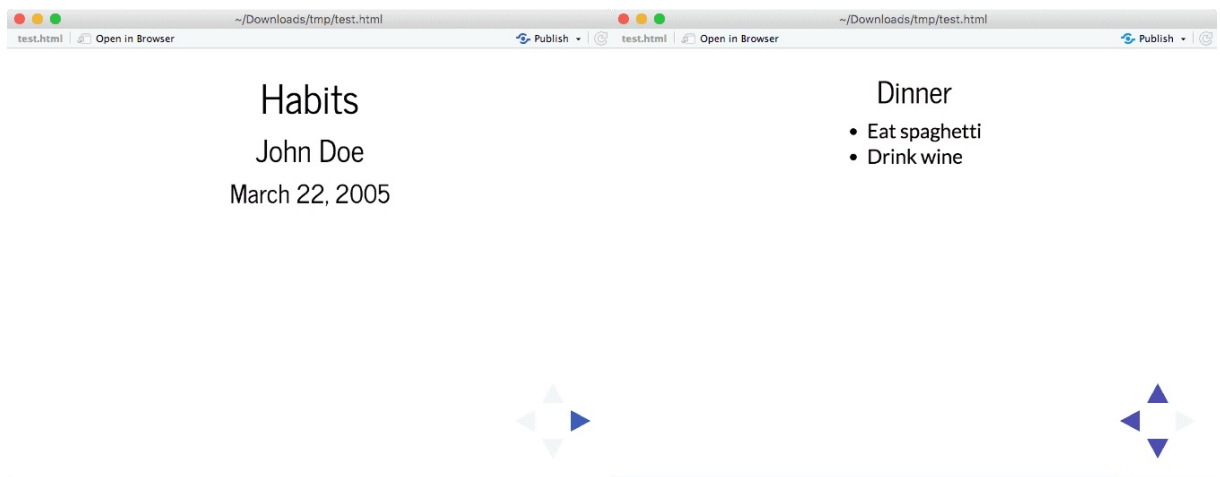 ~/Downloads/tmp/test.html
test.html Open in Browser Publish
Habits
John Doe
March 22, 2005
~/Downloads/tmp/test.html
test.html Open in Browser Publish
Dinner
• Eat spaghetti
• Drink wine